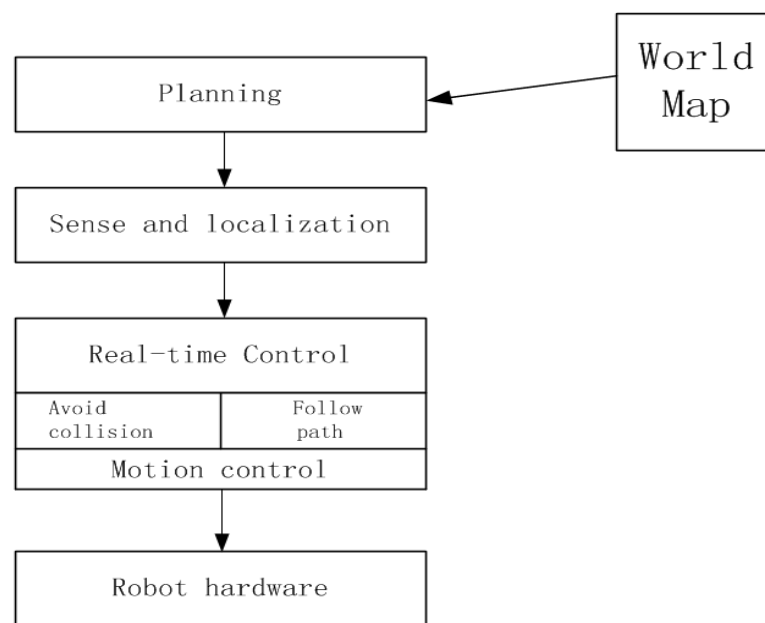 World
Map
Planning
Sense and localization
Real-time Control
Avoid
collision
Follow
path
Motion control
Robot hardware